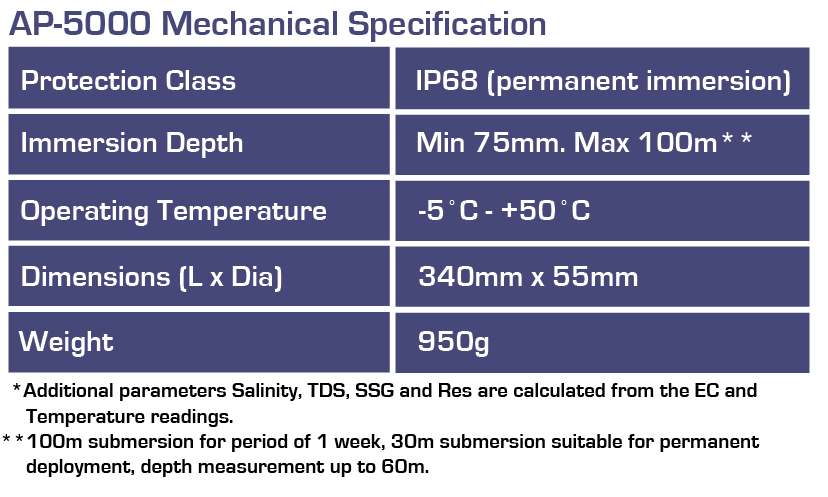 AP-5000 Mechanical Specification
Protection Class IP68 (permanent immersion)
Immersion Depth Min 75mm. Max 100m**
Operating Temperature -5°C - +50°C
Dimensions (L x Dia) 340mm x 55mm
Weight 950g
*Additional parameters Salinity, TDS, SSG and Res are calculated from the EC and
Temperature readings.
**100m submersion for period of 1 week, 30m submersion suitable for permanent
deployment, depth measurement up to 60m.